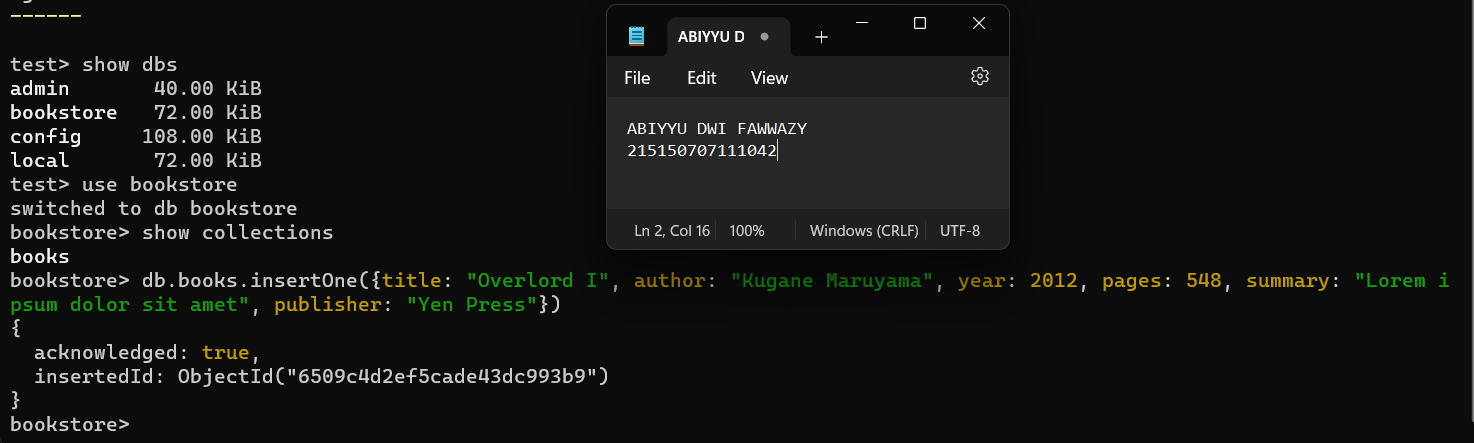 ------
test> show dbs
admin       40.00 KiB
bookstore   72.00 KiB
config     108.00 KiB
local       72.00 KiB
test> use bookstore
switched to db bookstore
bookstore> show collections
books
bookstore> db.books.insertOne({title: "Overlord I", author: "Kugane Maruyama", year: 2012, pages: 548, summary: "Lorem i
psum dolor sit amet", publisher: "Yen Press"})
{
  acknowledged: true,
  insertedId: ObjectId("6509c4d2ef5cade43dc993b9")
}
bookstore>
ABIYYU D
File Edit View
ABIYYU DWI FAWWAZY
215150707111042
Ln 2, Col 16 100% Windows (CRLF) UTF-8